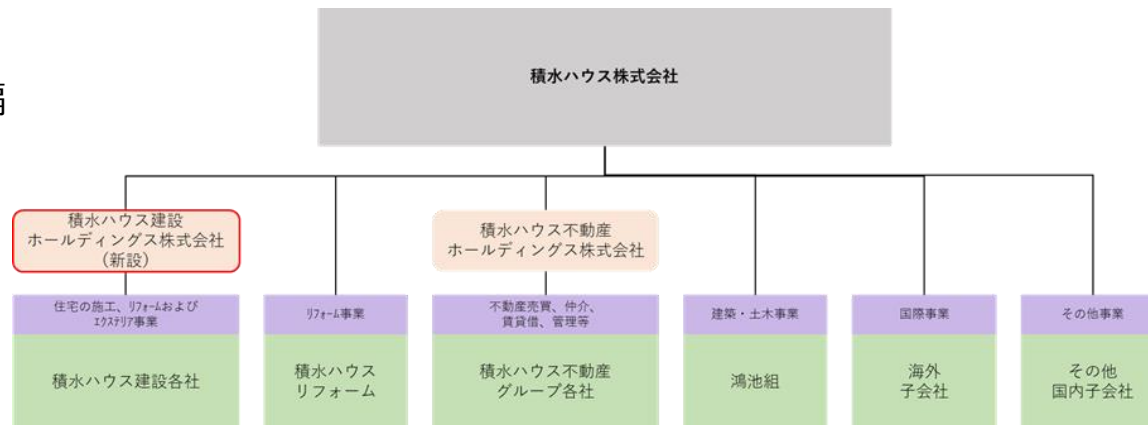 積水ハウス株式会社
積水ハウス建設
ホールディングス株式会社
(新設)
積水ハウス不動産
ホールディングス株式会社
住宅の施工、ﾘﾌｫｰﾑおよび
ｴｸｽﾃﾘｱ事業
ﾘﾌｫｰﾑ事業
不動産売買、仲介、
賃貸借、管理等
建築・土木事業
国際事業
その他事業
積水ハウス建設各社
積水ハウス
リフォーム
積水ハウス不動産
グループ各社
鴻池組
海外
子会社
その他
国内子会社